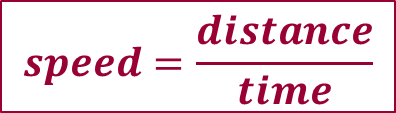 speed = distance / time